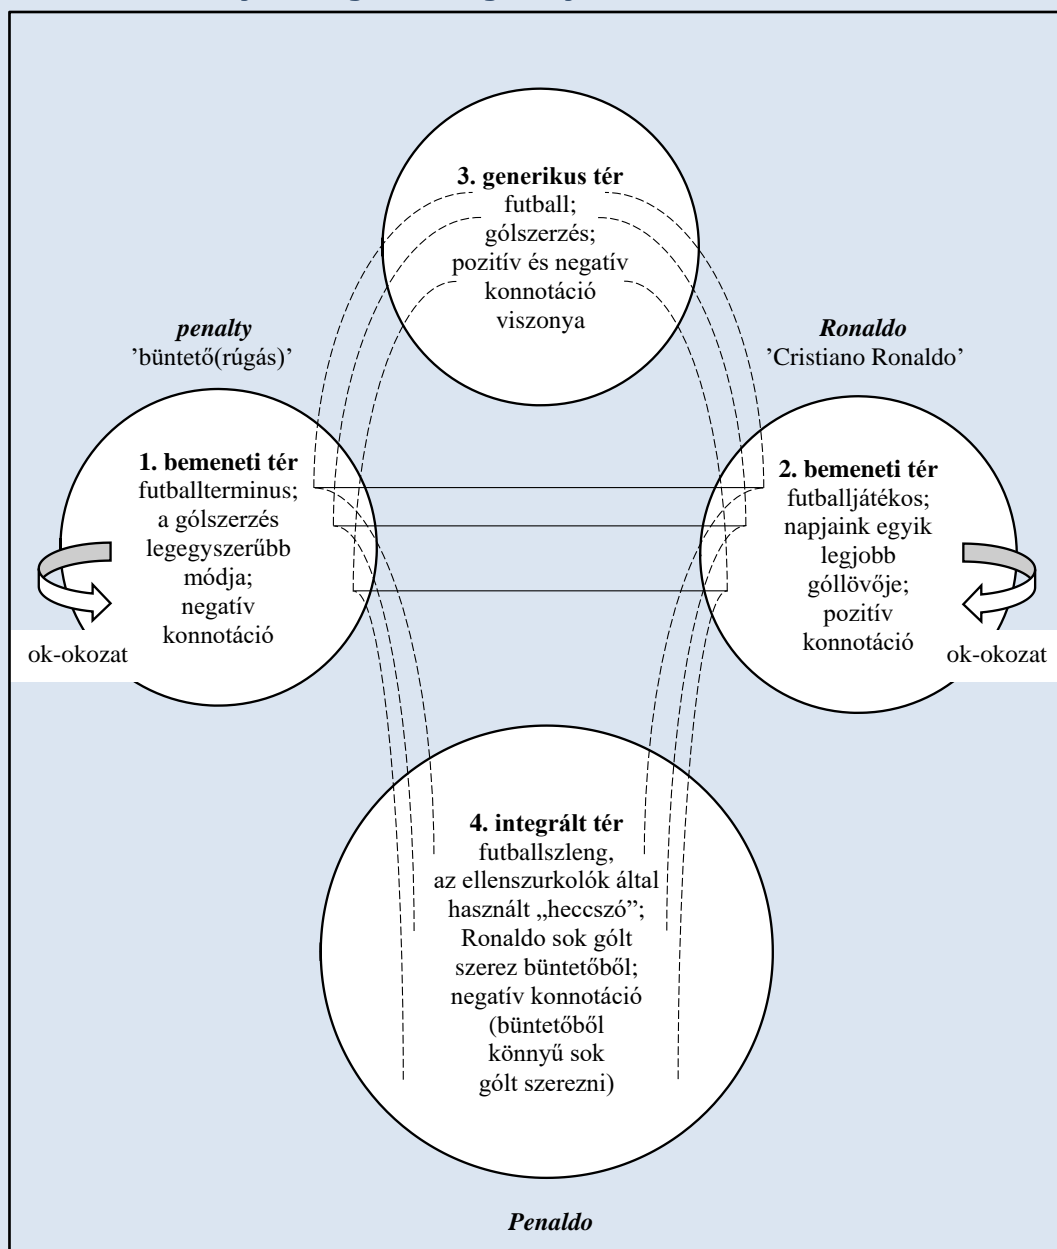 3. generikus tér
futball;
gólszerzés;
pozitív és negatív
konnotáció
viszonya
penalty
’büntető(rúgás)’
Ronaldo
’Cristiano Ronaldo’
1. bemeneti tér
futballterminus;
a gólszerzés
legegyszerűbb
módja;
negatív
konnotáció
ok-okozat
2. bemeneti tér
futballjátékos;
napjaink egyik
legjobb
góllövője;
pozitív
konnotáció
ok-okozat
4. integrált tér
futballszleng,
az ellenszurkolók által
használt „heccszó”;
Ronaldo sok gólt
szerez büntetőből;
negatív konnotáció
(büntetőből
könnyű sok
gólt szerezni)
Penaldo